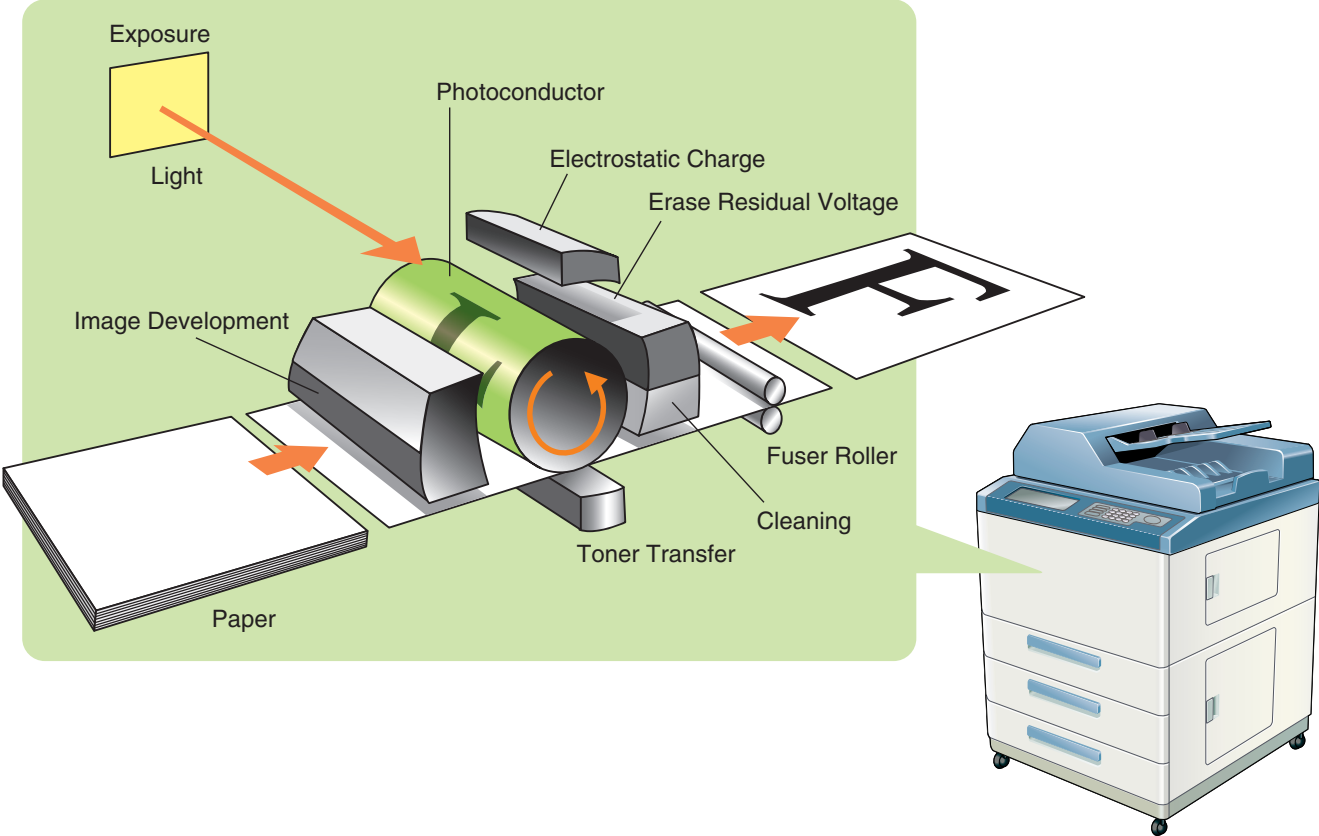 Exposure
Light
Photoconductor
Electrostatic Charge
Erase Residual Voltage
Image Development
Fuser Roller
Cleaning
Toner Transfer
Paper
F